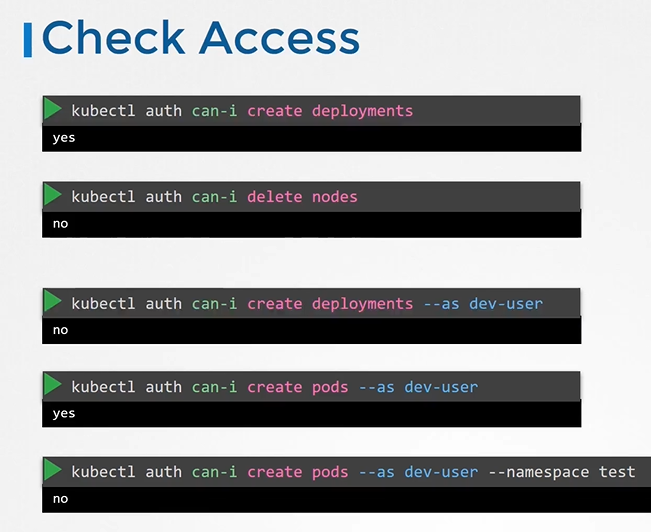 Check Access
kubectl auth can-i create deployments
yes
kubectl auth can-i delete nodes
no
kubectl auth can-i create deployments --as dev-user
no
kubectl auth can-i create pods --as dev-user
yes
kubectl auth can-i create pods --as dev-user --namespace test
no